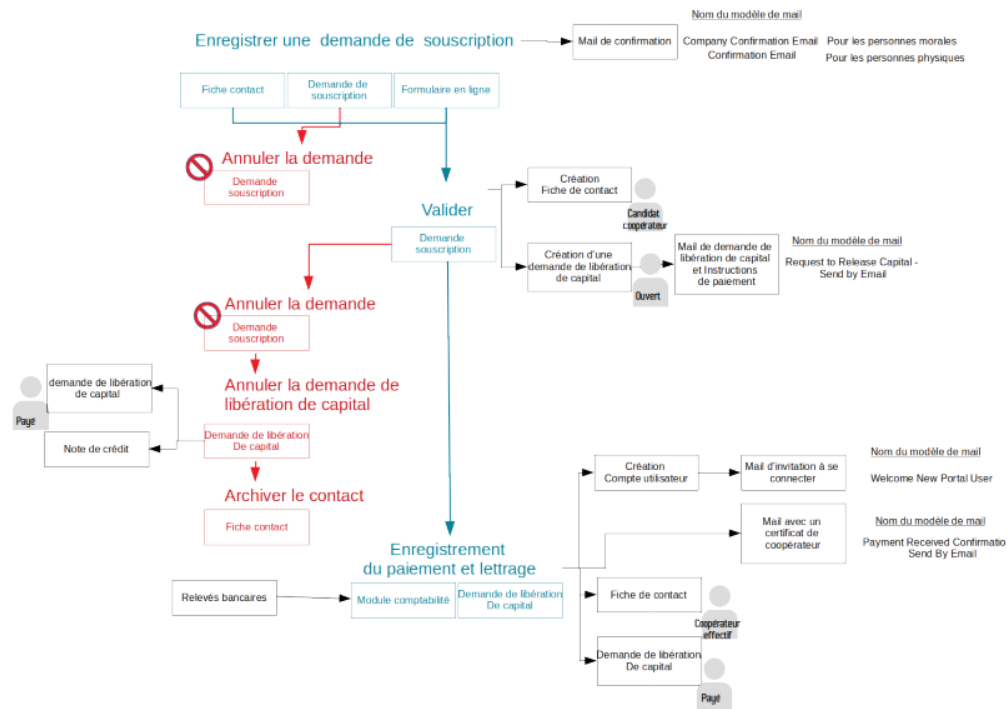 Nom du modèle de mail
Enregistrer une demande de souscription
Mail de confirmation
Company Confirmation Email
Pour les personnes morales
Confirmation Email
Pour les personnes physiques
Fiche contact
Demande de
souscription
Formulaire en ligne
Annuler la demande
Demande
souscription
Création
Fiche de contact
Candidat
coopérateur
Valider
Demande
souscription
Création d'une
demande de libération
de capital
Ouvert
Mail de demande de
libération de capital
et Instructions
de paiement
Nom du modèle de mail
Request to Release Capital -
Send by Email
Annuler la demande
Demande
souscription
Annuler la demande de
libération de capital
demande de libération
de capital
Payé
Note de crédit
Demande de libération
De capital
Archiver le contact
Fiche contact
Création
Compte utilisateur
Mail d'invitation à se
connecter
Nom du modèle de mail
Welcome New Portal User
Mail avec un
certificat de
coopérateur
Nom du modèle de mail
Payment Received Confirmatio
Send By Email
Enregistrement
du paiement et lettrage
Relevés bancaires
Module comptabilité
Demande de libération
De capital
Fiche de contact
Coopérateur
effectif
Demande de libération
De capital
Payé